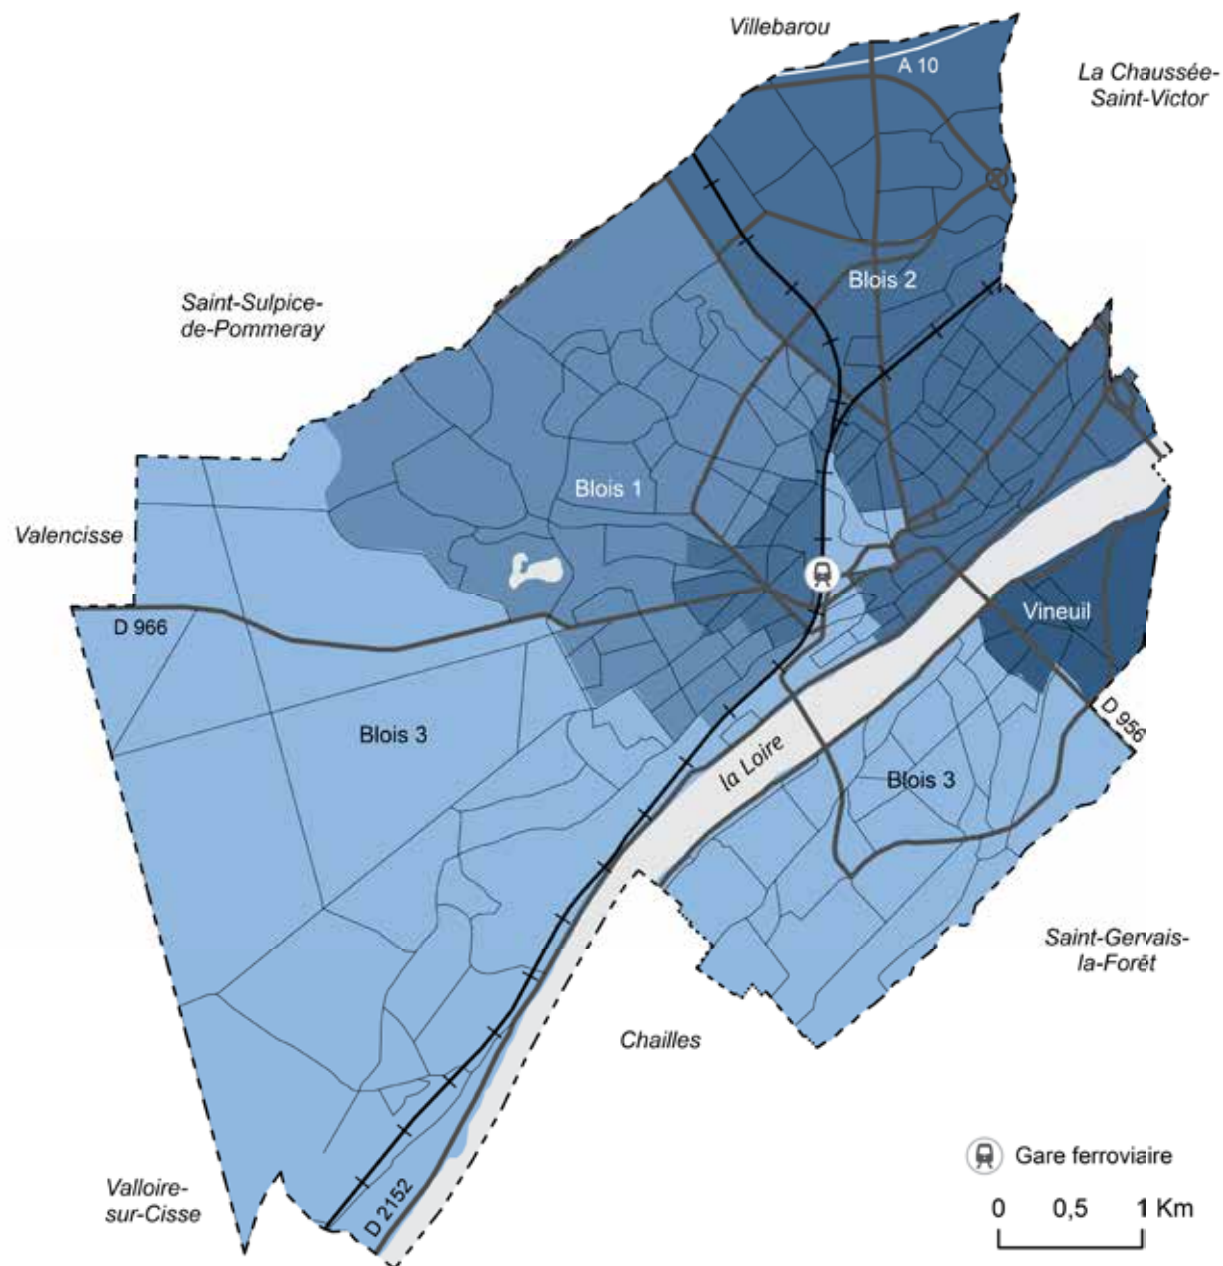 Villebarou
A 10
La Chaussée-
Saint-Victor
Blois 2
Saint-Sulpice-
de-Pommeray
Blois 1
Valencisse
Vineuil
D 966
D 956
Blois 3
la Loire
Blois 3
Saint-Gervais-
la-Forêt
Chailles
Gare ferroviaire
Valloire-
sur-Cisse
D 2152
0 0,5 1 Km